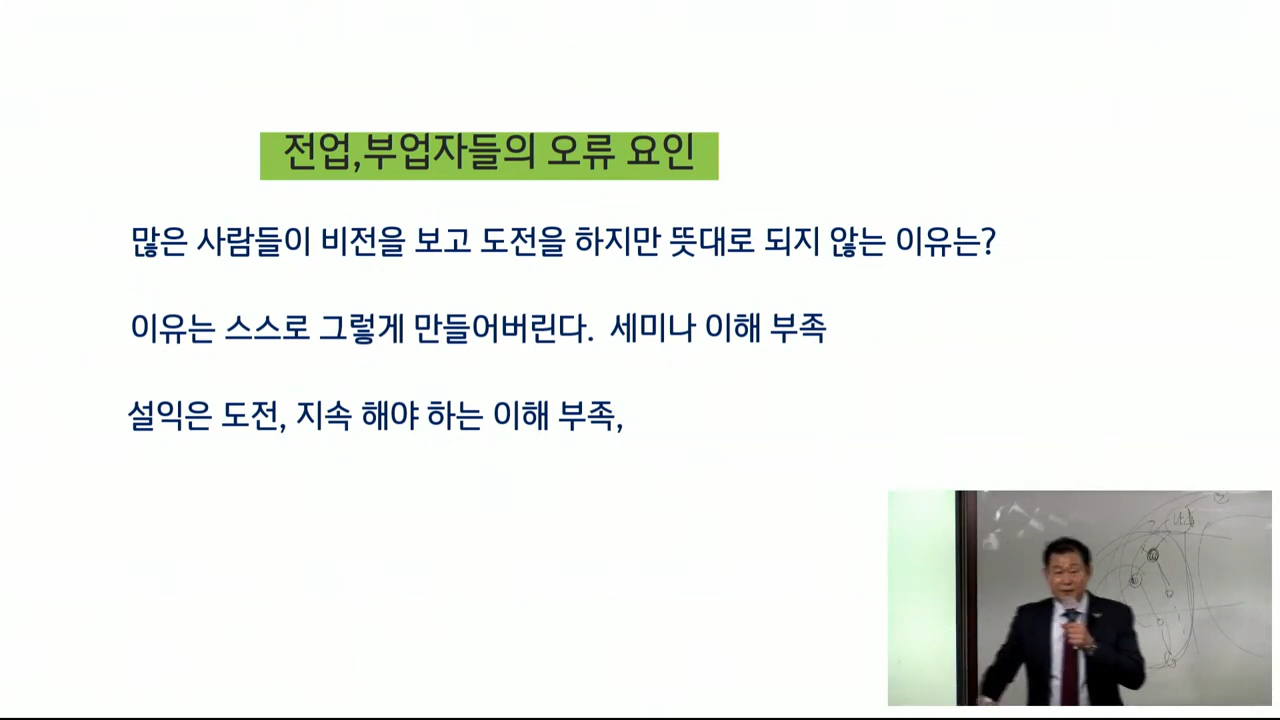 전업,부업자들의 오류 요인
많은 사람들이 비전을 보고 도전을 하지만 뜻대로 되지 않는 이유는?
이유는 스스로 그렇게 만들어버린다. 세미나 이해 부족
설익은 도전, 지속 해야 하는 이해 부족,